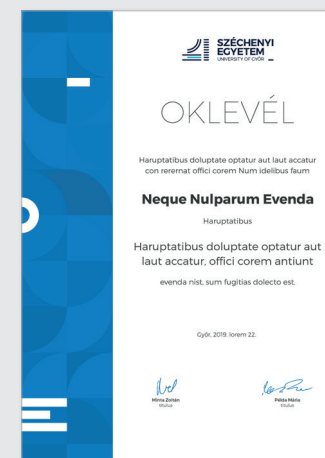 SZÉCHENYI
EGYETEM
UNIVERSITY OF GYŐR
OKLEVÉL
Haruptatibus doluptate optatur aut laut accatur
con rerernat offici corem Num idelibus faum
Neque Nulparum Evenda
Haruptatibus
Haruptatibus doluptate optatur aut
laut accatur, offici corem antiunt
evenda nist, sum fugitias dolecto est.
Győr, 2019. lorem 22.
Minta Zoltán
titulus
Példa Mária
titulus